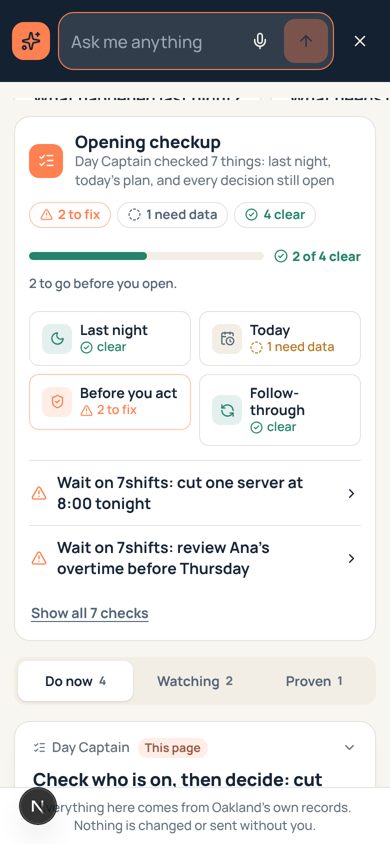 Ask me anything
Opening checkup
Day Captain checked 7 things: last night,
today's plan, and every decision still open
2 to fix
1 need data
4 clear
2 of 4 clear
2 to go before you open.
Last night
clear
Today
1 need data
Before you act
2 to fix
Follow-
through
clear
Wait on 7shifts: cut one server at
8:00 tonight
Wait on 7shifts: review Ana's
overtime before Thursday
Show all 7 checks
Do now 4
Watching 2
Proven 1
Day Captain
This page
Check who is on, then decide: cut
N
verything here comes from Oakland's own records.
Nothing is changed or sent without you.